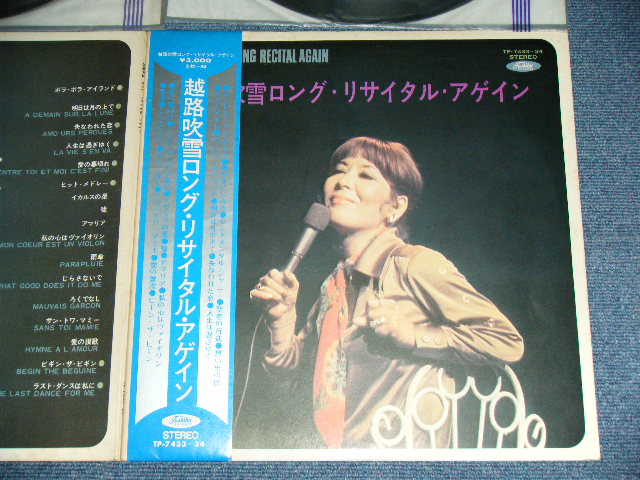 ボラ・ボラ・アイランド
明日は月の上で
A DEMAIN SUR LA LUNE
失なわれた恋
AMOURS PERDUES
人生は過ぎゆく
LA VIE S'EN VA
愛の幕切れ
ENTRE TOI ET MOI C'EST FINI
ヒット・メドレー
イカルスの星
嘘
アマリア
私の心はヴァイオリン
MON COEUR EST UN VIOLON
雨傘
PARAPLUIE
じらさないで
WHAT GOOD DOES IT DO ME
ろくでなし
MAUVAIS GARCON
サン・トワ・マミー
SANS TOI MAMIE
愛の讃歌
HYMNE A L'AMOUR
ビギン・ザ・ビギン
BEGIN THE BEGUINE
ラスト・ダンスは私に
LAST DANCE FOR ME
越路吹雪ロング・リサイタル・アゲイン
¥3,000
2枚一組
越路吹雪ロング・リサイタル・アゲイン
Toshiba
STEREO
TP-7433-34
NG RECITAL AGAIN
TP-7433-34
STEREO
Toshiba
吹雪ロング・リサイタル・アゲイン